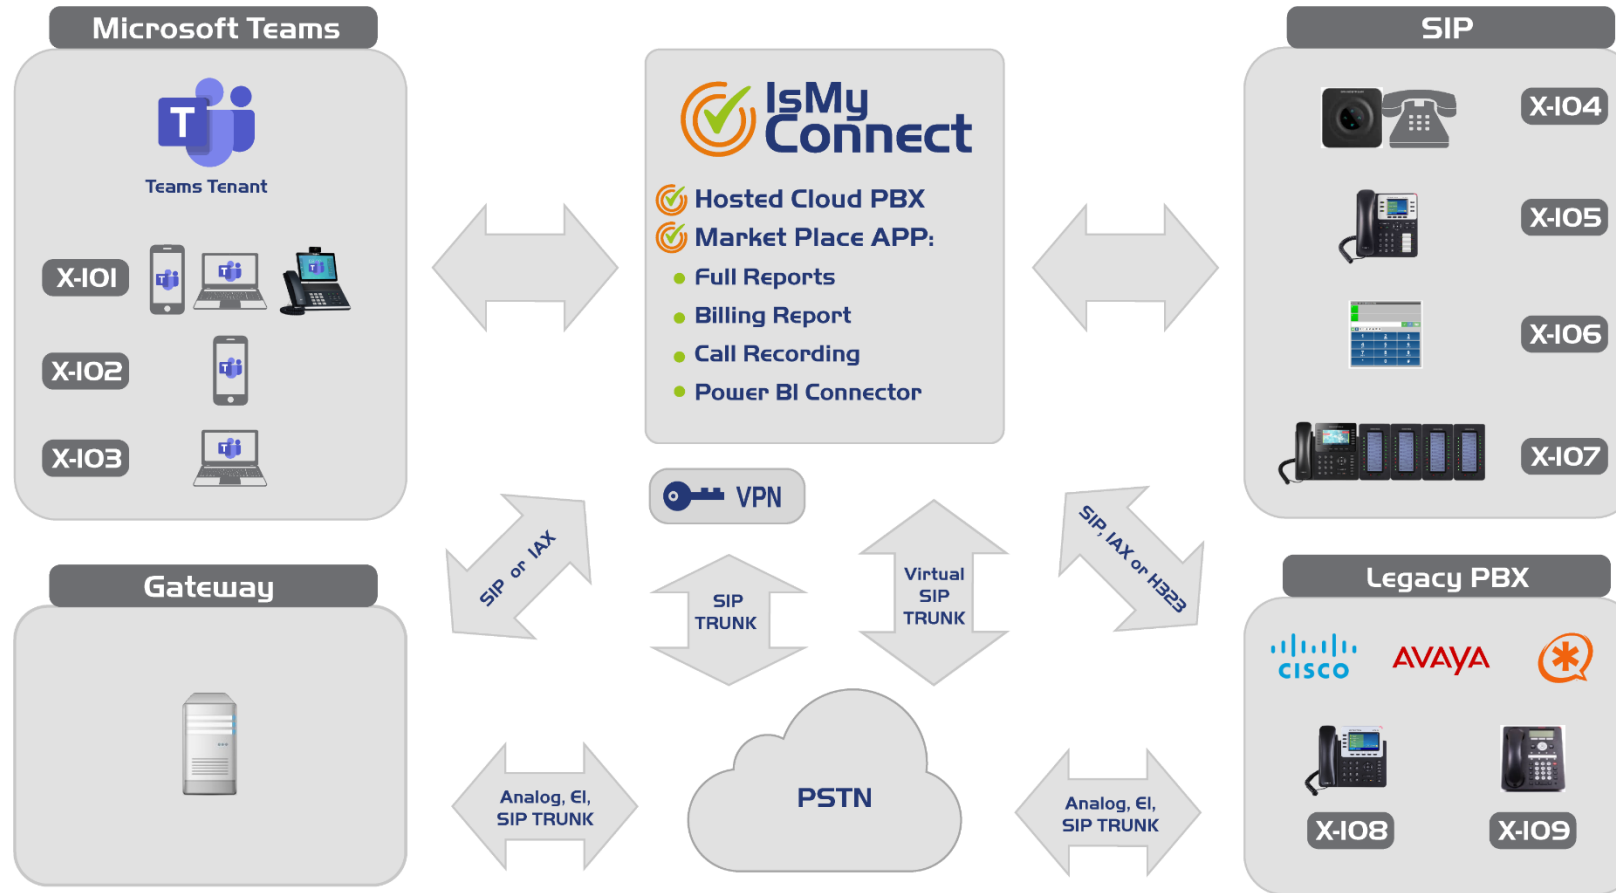 Microsoft Teams
SIP
T
Teams Tenant
IsMy
Connect
Hosted Cloud PBX
Market Place APP:
Full Reports
Billing Report
Call Recording
Power BI Connector
X-101
X-102
X-103
X-104
X-105
X-106
X-107
VPN
SIP or IAX
SIP
TRUNK
Virtual
SIP
TRUNK
SIP, IAX or H323
Gateway
Legacy PBX
CISCO
AVAYA
Analog, E1,
SIP TRUNK
PSTN
Analog, E1,
SIP TRUNK
X-108
X-109